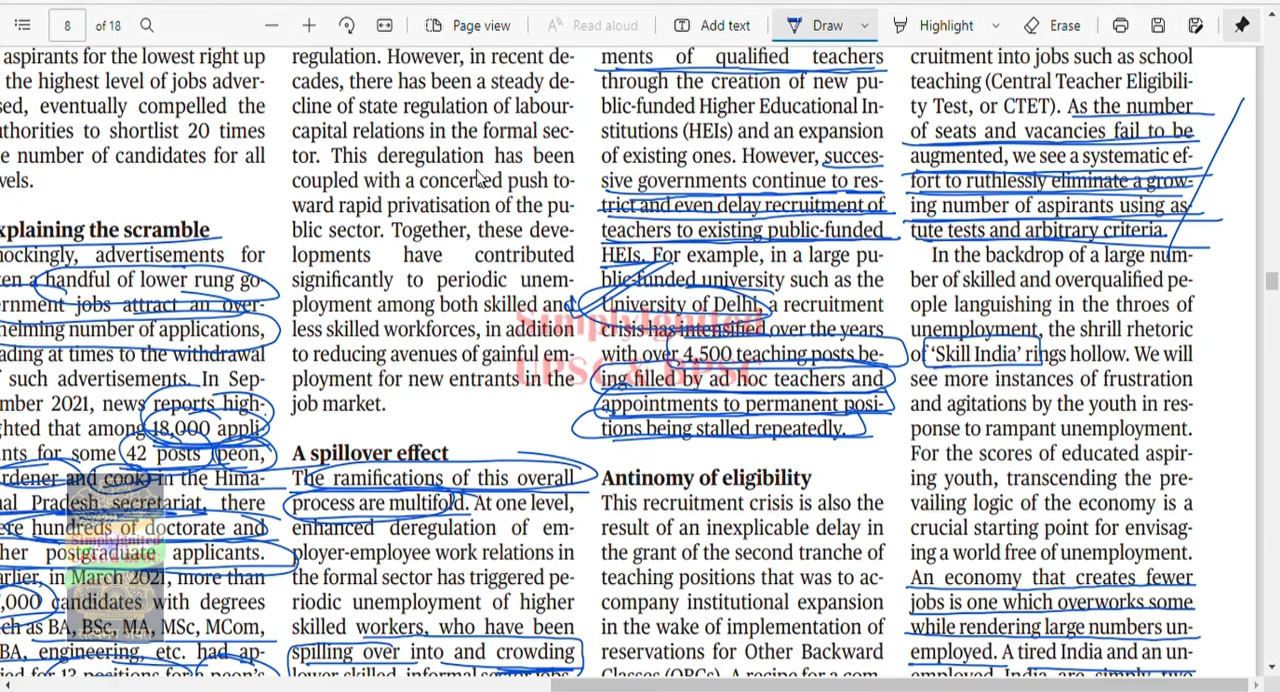 8
of 18
Page view
Read aloud
Add text
Draw
Highlight
Erase
aspirants for the lowest right up
the highest level of jobs adver-
sed, eventually compelled the
uthorities to shortlist 20 times
e number of candidates for all
vels.
xplaining the scramble
hockingly, advertisements for
en a handful of lower rung go-
ernment jobs attract an over-
helming number of applications,
ading at times to the withdrawal
f such advertisements. In Sep-
mber 2021, news reports high-
ghted that among 18,000 appli-
nts for some 42 posts (peon,
rdener and cook) in the Hima-
al Pradesh secretariat, there
ere hundreds of doctorate and
her postgraduate applicants.
arlier, in March 2021, more than
,000 candidates with degrees
ch as BA, BSc, MA, MSc, MCom,
BA, engineering, etc. had ap-
ied for 13 positions for a peon's
regulation. However, in recent de-
cades, there has been a steady de-
cline of state regulation of labour-
capital relations in the formal sec-
tor. This deregulation has been
coupled with a concerted push to-
ward rapid privatisation of the pu-
blic sector. Together, these deve-
lopments have contributed
significantly to periodic unem-
ployment among both skilled and
less skilled workforces, in addition
to reducing avenues of gainful em-
ployment for new entrants in the
job market.
A spillover effect
The ramifications of this overall
process are multifold. At one level,
enhanced deregulation of em-
ployer-employee work relations in
the formal sector has triggered pe-
riodic unemployment of higher
skilled workers, who have been
spilling over into and crowding
lower skilled, informal sector jobs
ments of qualified teachers
through the creation of new pu-
blic-funded Higher Educational In-
stitutions (HEIs) and an expansion
of existing ones. However, succes-
sive governments continue to res-
trict and even delay recruitment of
teachers to existing public-funded
HEIs. For example, in a large pu-
blic-funded university such as the
University of Delhi, a recruitment
crisis has intensified over the years
with over 4,500 teaching posts be-
ing filled by ad hoc teachers and
appointments to permanent posi-
tions being stalled repeatedly.
Antinomy of eligibility
This recruitment crisis is also the
result of an inexplicable delay in
the grant of the second tranche of
teaching positions that was to ac-
company institutional expansion
in the wake of implementation of
reservations for Other Backward
Classes (OBCs). A recipe for a com-
cruitment into jobs such as school
teaching (Central Teacher Eligibili-
ty Test, or CTET). As the number
of seats and vacancies fail to be
augmented, we see a systematic ef-
fort to ruthlessly eliminate a grow-
ing number of aspirants using as-
tute tests and arbitrary criteria.
In the backdrop of a large num-
ber of skilled and overqualified pe-
ople languishing in the throes of
unemployment, the shrill rhetoric
of 'Skill India' rings hollow. We will
see more instances of frustration
and agitations by the youth in res-
ponse to rampant unemployment.
For the scores of educated aspir-
ing youth, transcending the pre-
vailing logic of the economy is a
crucial starting point for envisag-
ing a world free of unemployment.
An economy that creates fewer
jobs is one which overworks some
while rendering large numbers un-
employed. A tired India and an un-
employed India are simply two
SimplyIgnited
UPSC & BPSC